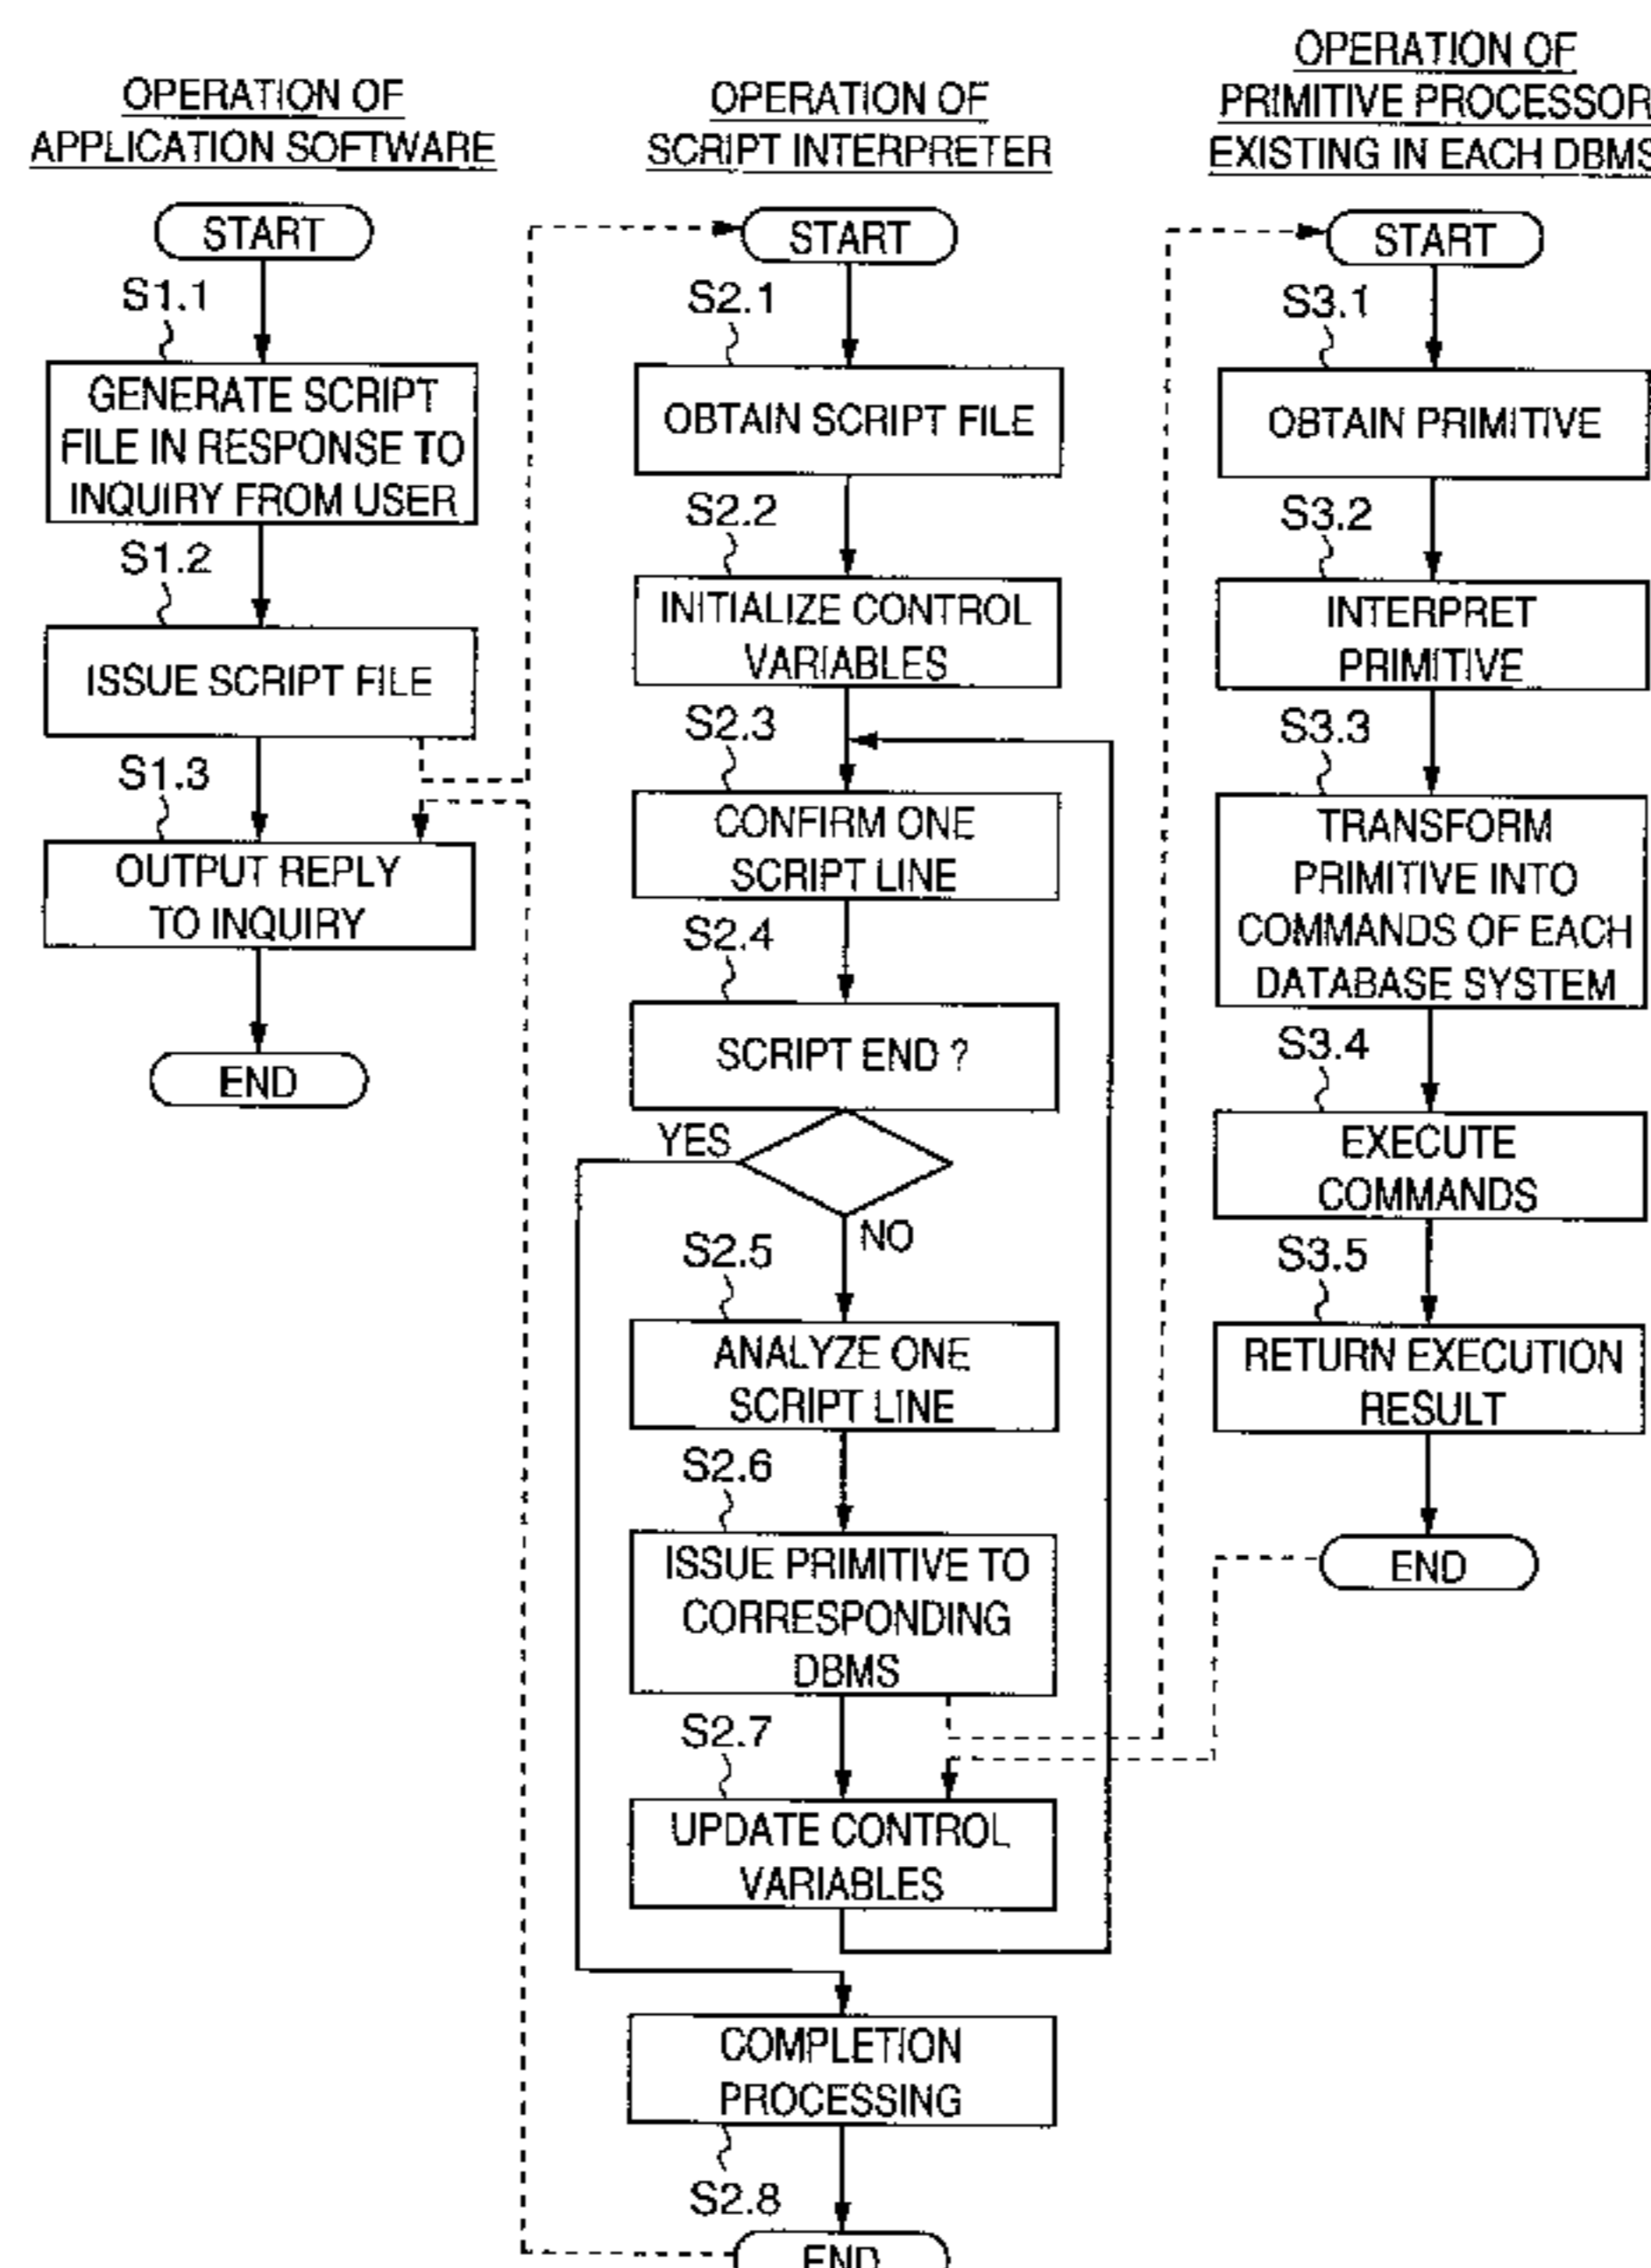 OPERATION OF
APPLICATION SOFTWARE
START
S1.1
GENERATE SCRIPT
FILE IN RESPONSE TO
INQUIRY FROM USER
S1.2
ISSUE SCRIPT FILE
S1.3
OUTPUT REPLY
TO INQUIRY
END
OPERATION OF
SCRIPT INTERPRETER
START
S2.1
OBTAIN SCRIPT FILE
S2.2
INITIALIZE CONTROL
VARIABLES
S2.3
CONFIRM ONE
SCRIPT LINE
S2.4
SCRIPT END ?
YES
NO
S2.5
ANALYZE ONE
SCRIPT LINE
S2.6
ISSUE PRIMITIVE TO
CORRESPONDING
DBMS
S2.7
UPDATE CONTROL
VARIABLES
COMPLETION
PROCESSING
S2.8
END
OPERATION OF
PRIMITIVE PROCESSOR
EXISTING IN EACH DBMS
START
S3.1
OBTAIN PRIMITIVE
S3.2
INTERPRET
PRIMITIVE
S3.3
TRANSFORM
PRIMITIVE INTO
COMMANDS OF EACH
DATABASE SYSTEM
S3.4
EXECUTE
COMMANDS
S3.5
RETURN EXECUTION
RESULT
END